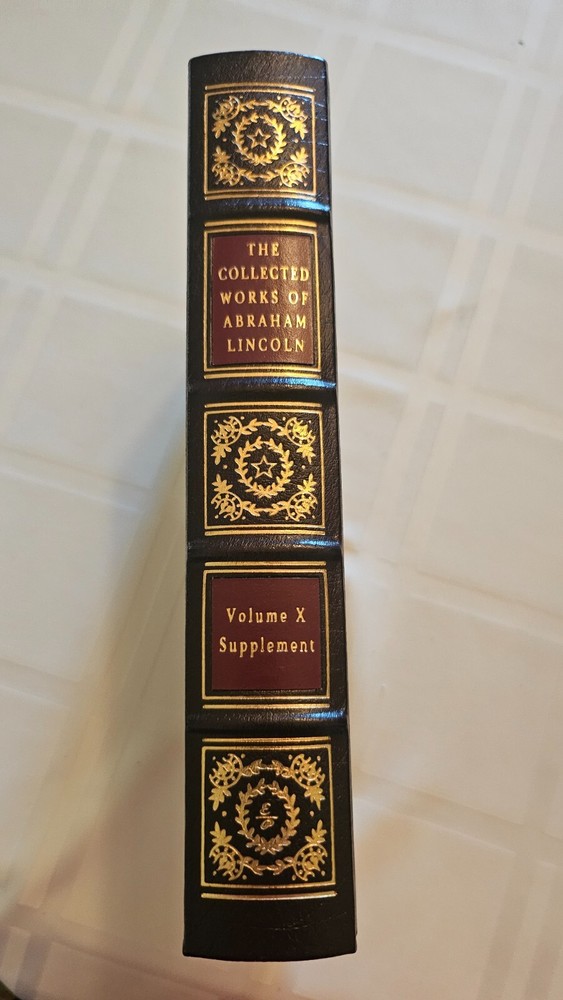 THE
COLLECTED
WORKS OF
ABRAHAM
LINCOLN
Volume X
Supplement